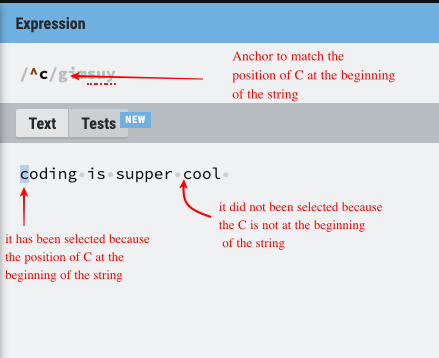 Expression
/^c/gimsuy
Anchor to match the
position of C at the beginning
of the string
Text Tests NEW
coding·is·supper·cool·
it has been selected because
the position of C at the
beginning of the string
it did not been selected because
the C is not at the beginning
of the string